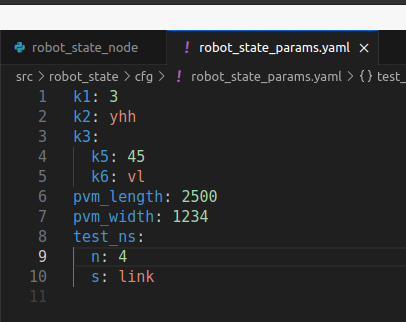 robot_state_node
! robot_state_params.yaml ×
src > robot_state > cfg > ! robot_state_params.yaml > {} test_
1 k1: 3
2 k2: yhh
3 k3:
4 k5: 45
5 k6: vl
6 pvm_length: 2500
7 pvm_width: 1234
8 test_ns:
9 n: 4
10 s: link
11